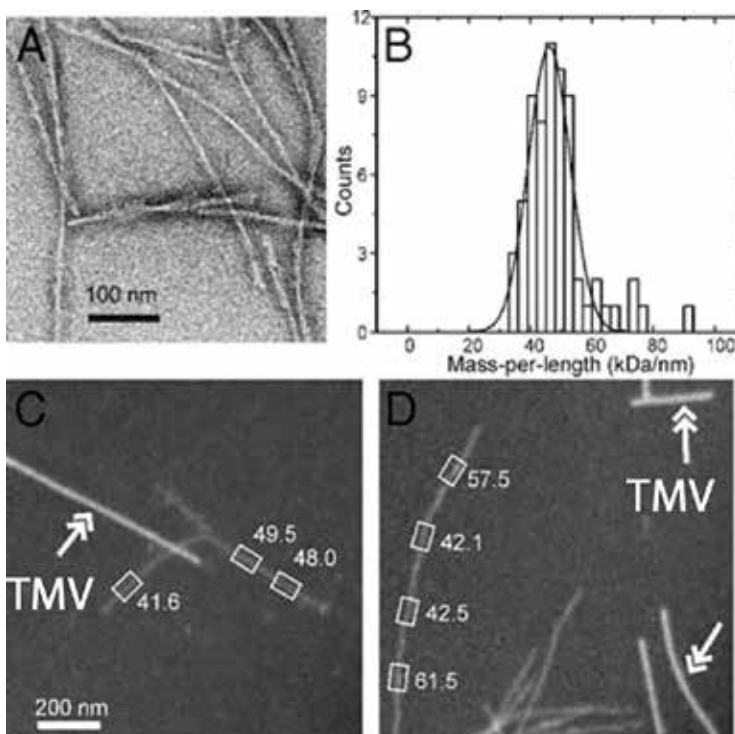 A
100 nm
B
12
9
6
3
0
Counts
0 20 40 60 80 100
Mass-per-length (kDa/nm)
C
TMV
49.5
48.0
41.6
200 nm
D
57.5
TMV
42.1
42.5
61.5